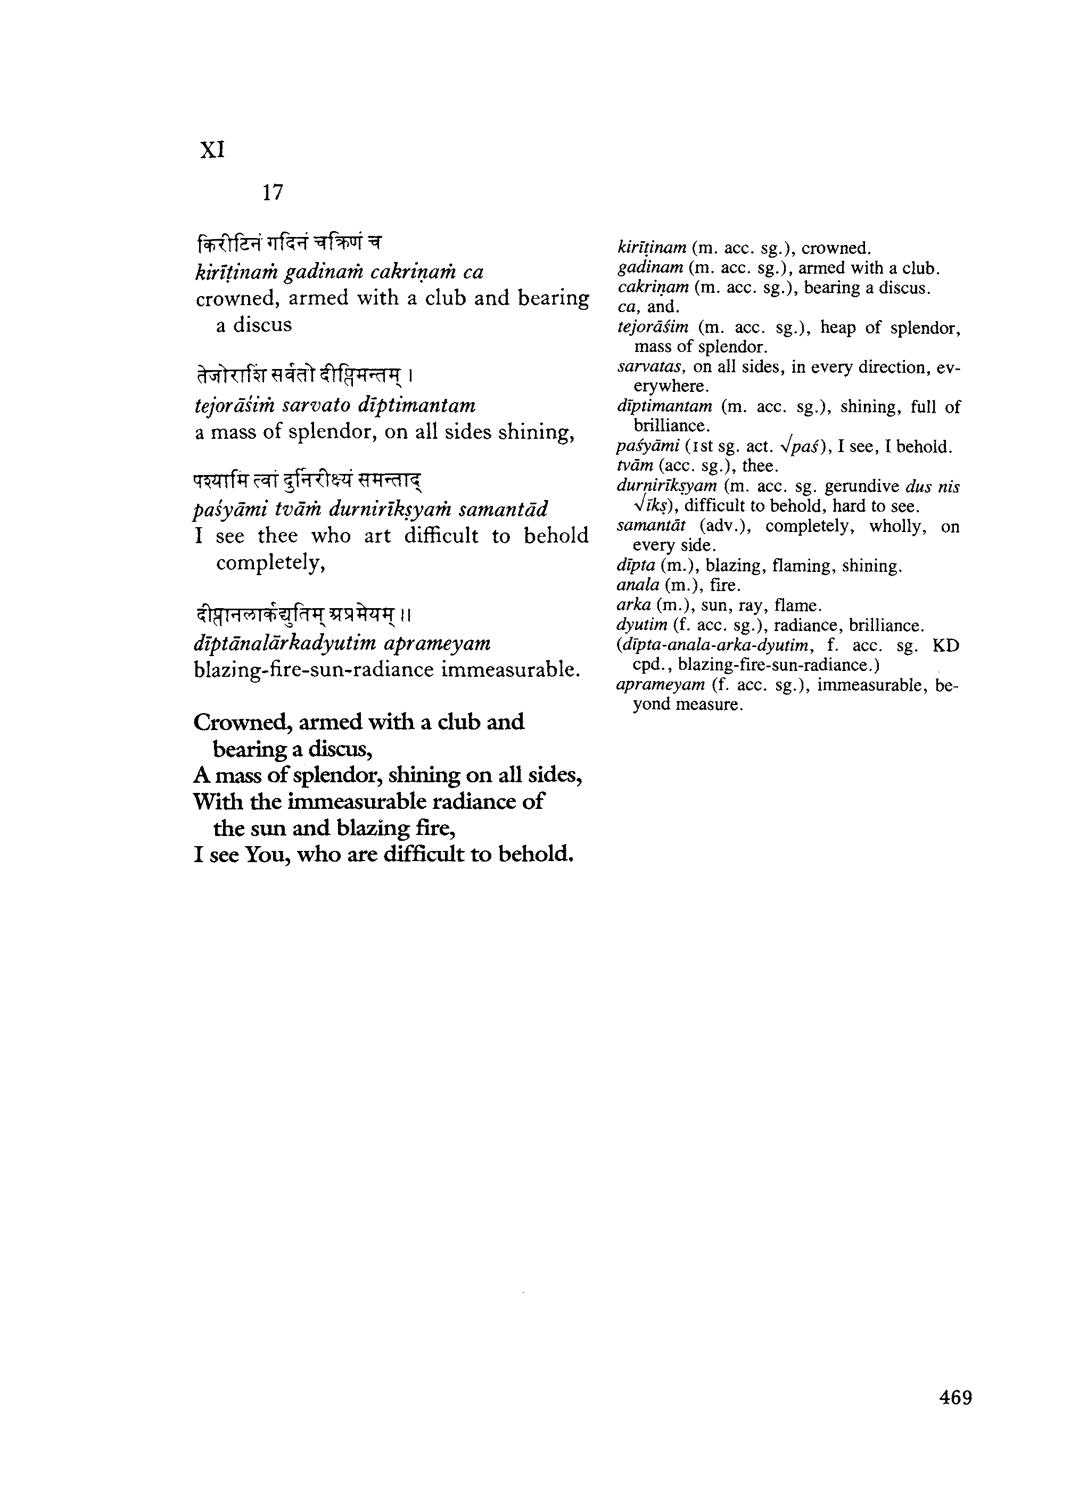 XI
17
किरीटिनं गदिनं चक्रिणं च
kirīṭinaṁ gadinaṁ cakriṇaṁ ca
crowned, armed with a club and bearing
a discus
तेजोराशिं सर्वतो दीप्तिमन्तम् ।
tejorāśiṁ sarvato dīptimantam
a mass of splendor, on all sides shining,
पश्यामि त्वां दुर्निरीक्ष्यं समन्ताद्
paśyāmi tvāṁ durnirīkṣyaṁ samantād
I see thee who art difficult to behold
completely,
दीप्तानलार्कद्युतिम् अप्रमेयम् ॥
dīptānalārkadyutim aprameyam
blazing-fire-sun-radiance immeasurable.
Crowned, armed with a club and
bearing a discus,
A mass of splendor, shining on all sides,
With the immeasurable radiance of
the sun and blazing fire,
I see You, who are difficult to behold.
kirīṭinam (m. acc. sg.), crowned.
gadinam (m. acc. sg.), armed with a club.
cakriṇam (m. acc. sg.), bearing a discus.
ca, and.
tejorāśim (m. acc. sg.), heap of splendor,
mass of splendor.
sarvatas, on all sides, in every direction, ev-
erywhere.
dīptimantam (m. acc. sg.), shining, full of
brilliance.
paśyāmi (1st sg. act. √paś), I see, I behold.
tvām (acc. sg.), thee.
durnirīkṣyam (m. acc. sg. gerundive dus nis
√īkṣ), difficult to behold, hard to see.
samantāt (adv.), completely, wholly, on
every side.
dīpta (m.), blazing, flaming, shining.
anala (m.), fire.
arka (m.), sun, ray, flame.
dyutim (f. acc. sg.), radiance, brilliance.
(dīpta-anala-arka-dyutim, f. acc. sg. KD
cpd., blazing-fire-sun-radiance.)
aprameyam (f. acc. sg.), immeasurable, be-
yond measure.
469